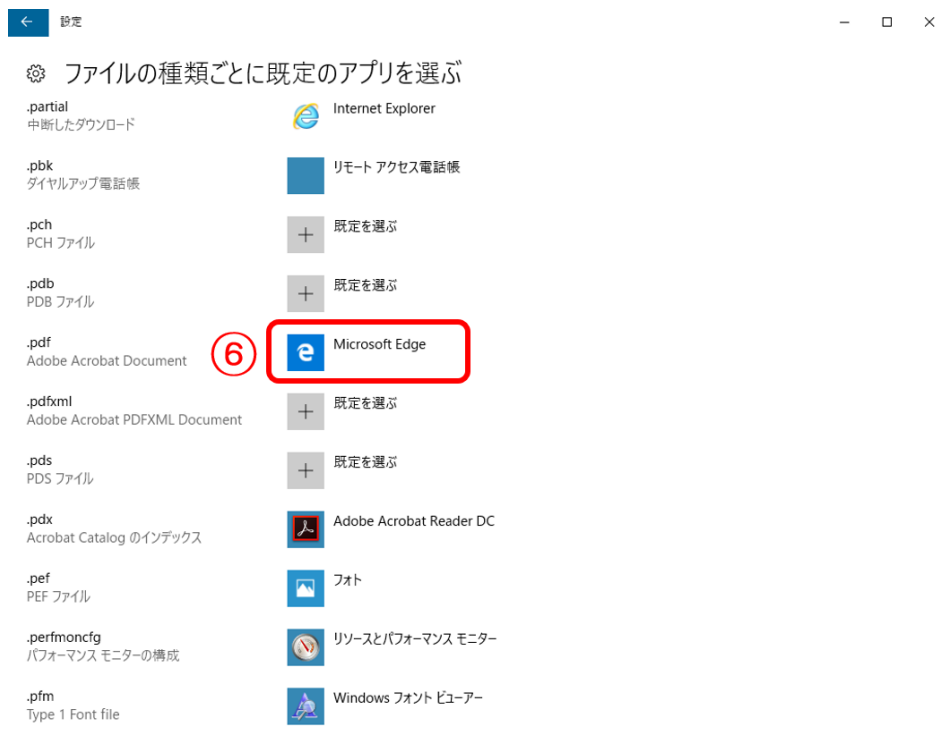 設定
ファイルの種類ごとに既定のアプリを選ぶ
.partial
中断したダウンロード
Internet Explorer
.pbk
ダイヤルアップ電話帳
リモート アクセス電話帳
.pch
PCH ファイル
既定を選ぶ
.pdb
PDB ファイル
既定を選ぶ
.pdf
Adobe Acrobat Document
⑥
Microsoft Edge
.pdfxml
Adobe Acrobat PDFXML Document
既定を選ぶ
.pds
PDS ファイル
既定を選ぶ
.pdx
Acrobat Catalog のインデックス
Adobe Acrobat Reader DC
.pef
PEF ファイル
フォト
.perfmoncfg
パフォーマンス モニターの構成
リソースとパフォーマンス モニター
.pfm
Type 1 Font file
Windows フォント ビューアー